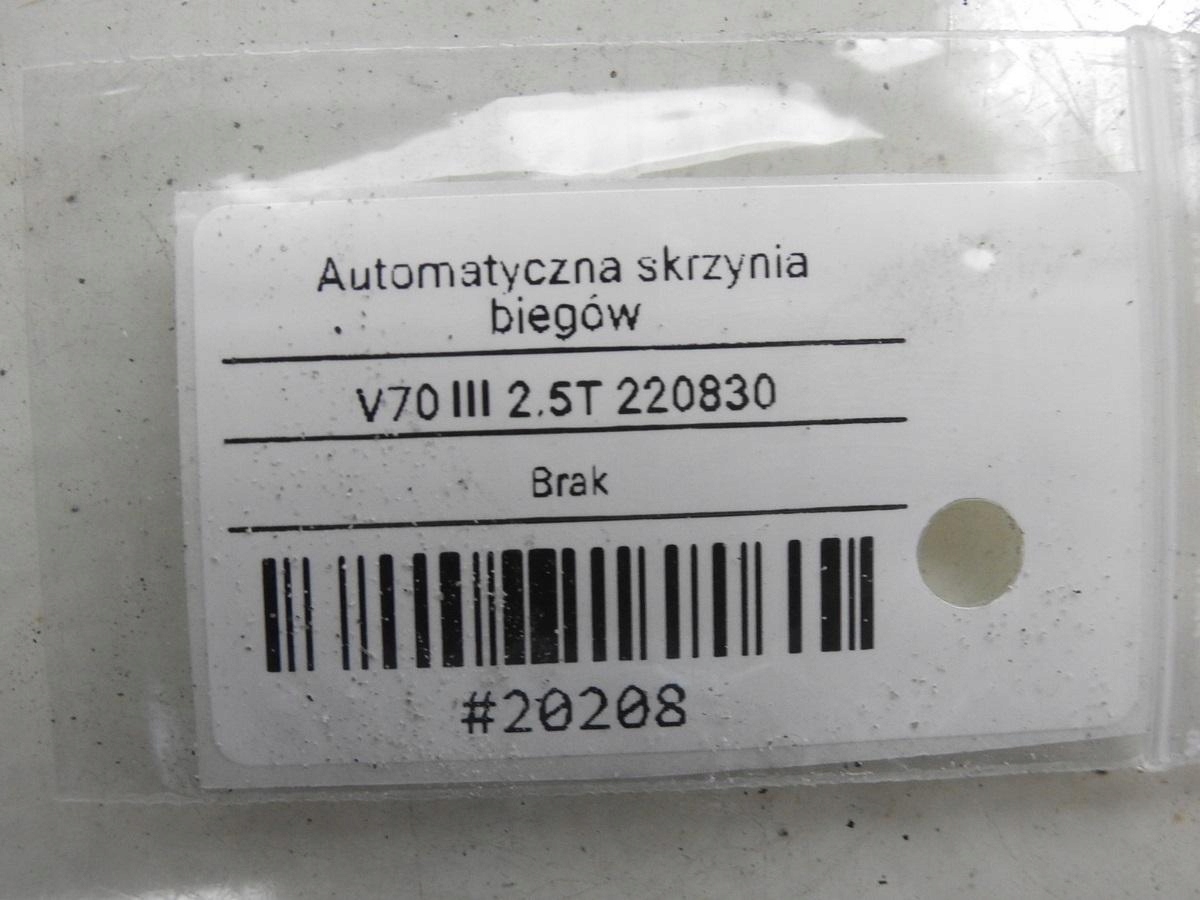 Automatyczna skrzynia
biegów
V70 III 2.5T 220830
Brak
#20208